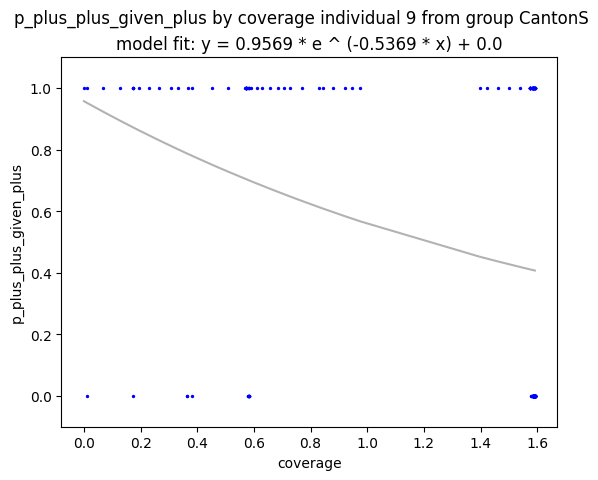 p_plus_plus_given_plus by coverage individual 9 from group CantonS
model fit: y = 0.9569 * e ^ (-0.5369 * x) + 0.0
1.0
0.8
0.6
0.4
0.2
0.0
p_plus_plus_given_plus
0.0 0.2 0.4 0.6 0.8 1.0 1.2 1.4 1.6
coverage